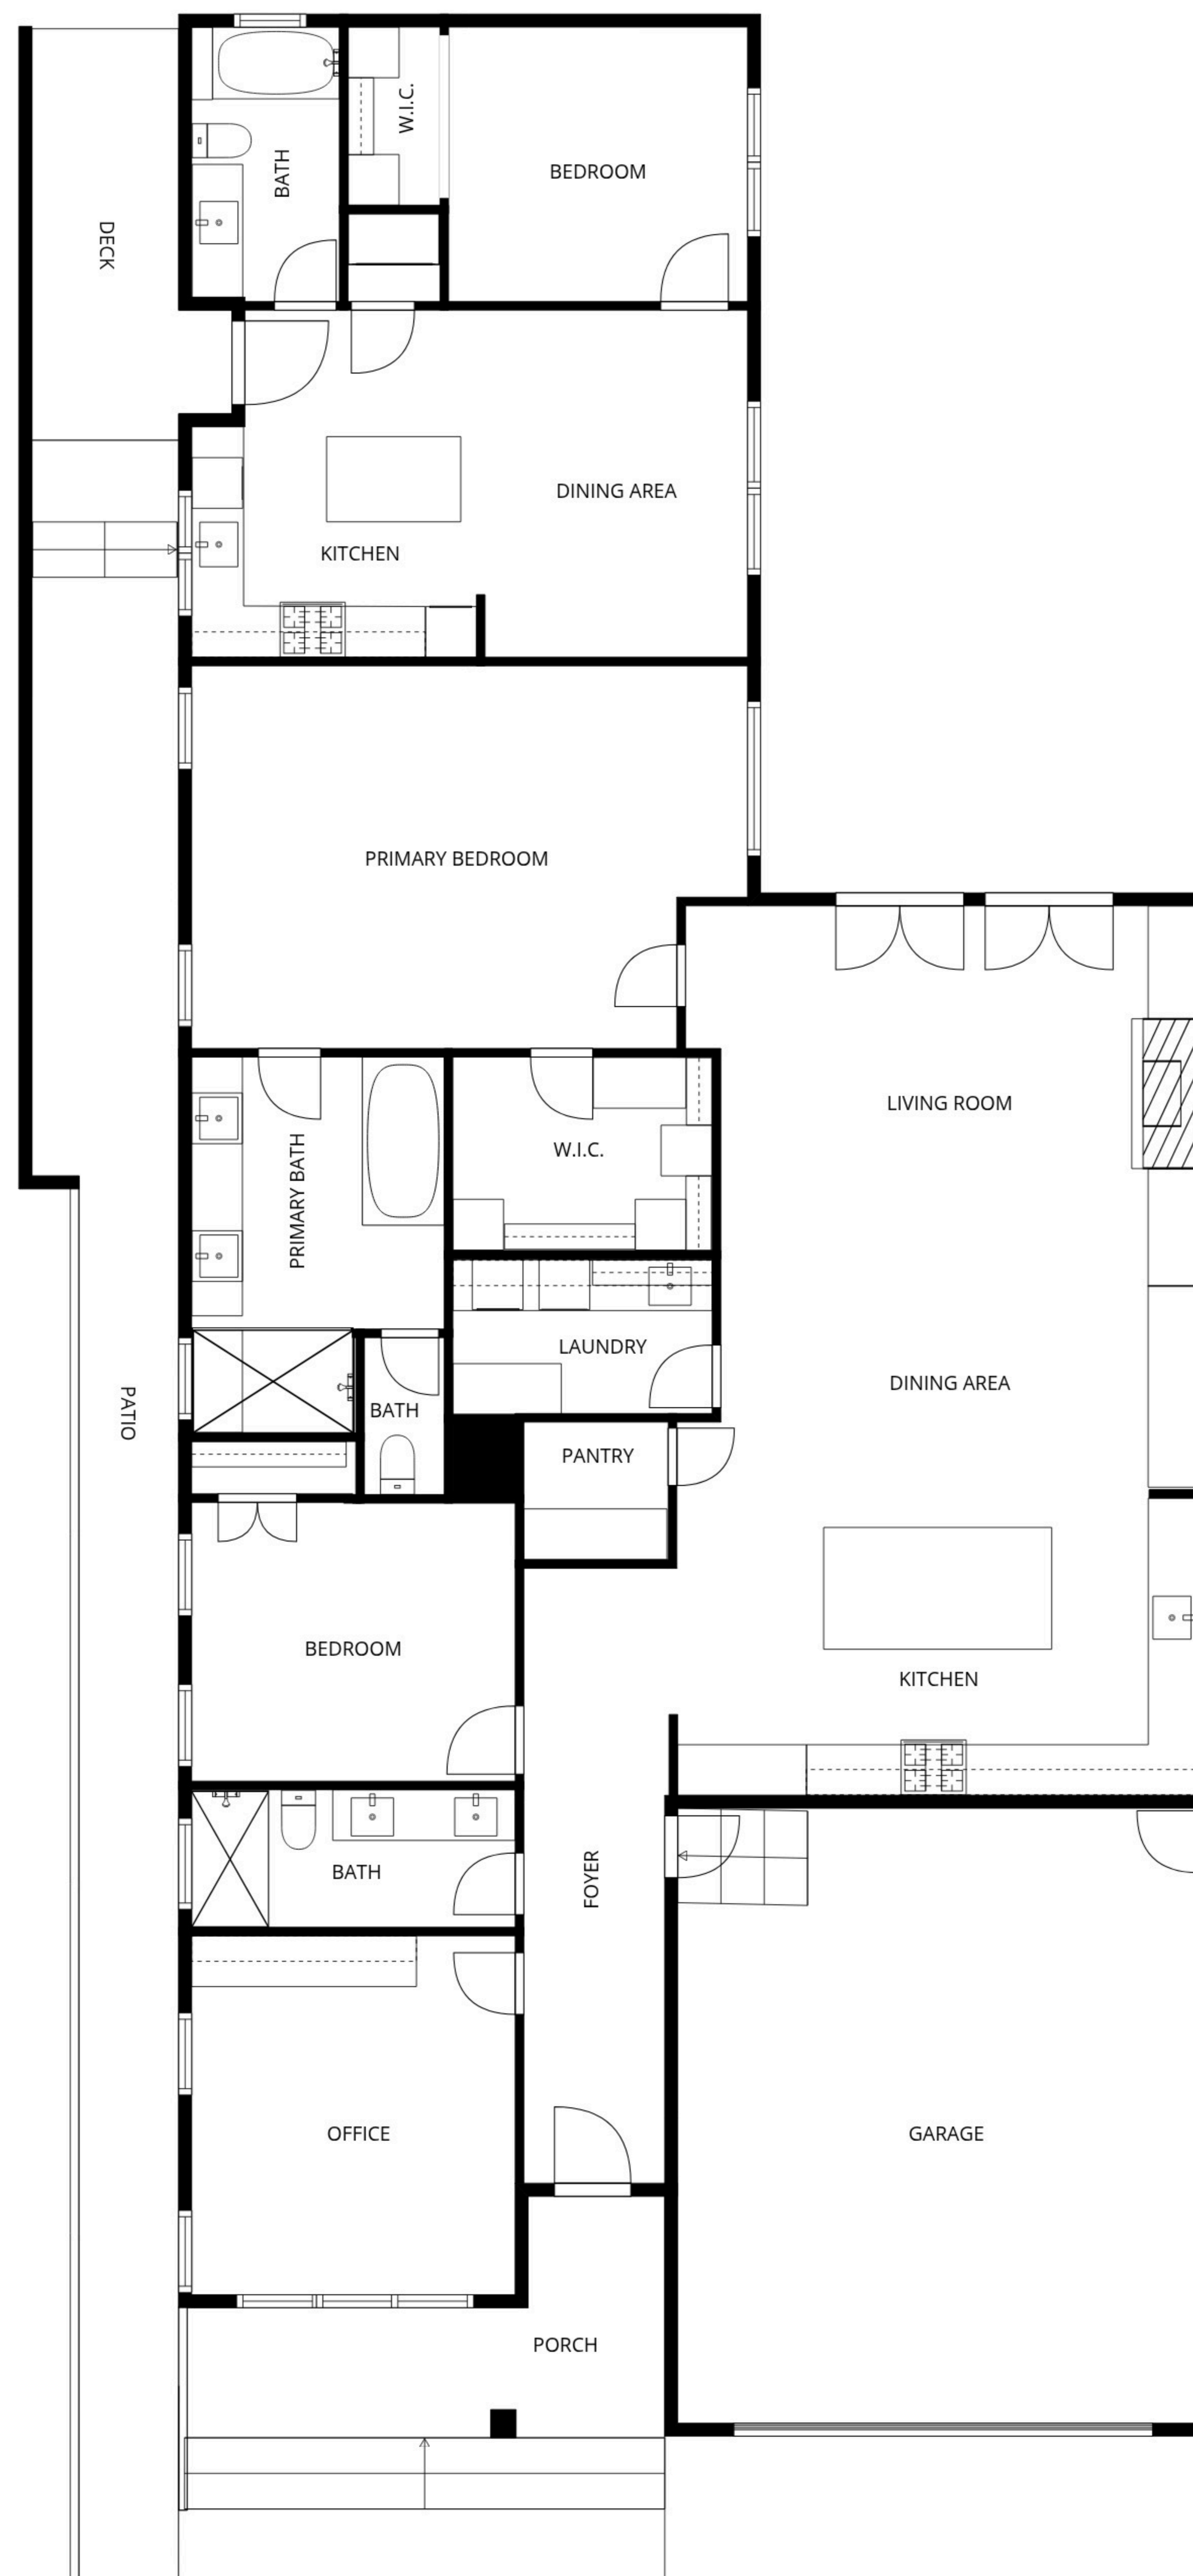 W.I.C.
BATH
BEDROOM
DECK
DINING AREA
KITCHEN
PRIMARY BEDROOM
LIVING ROOM
W.I.C.
PRIMARY BATH
LAUNDRY
DINING AREA
BATH
PATIO
PANTRY
BEDROOM
KITCHEN
BATH
FOYER
OFFICE
GARAGE
PORCH